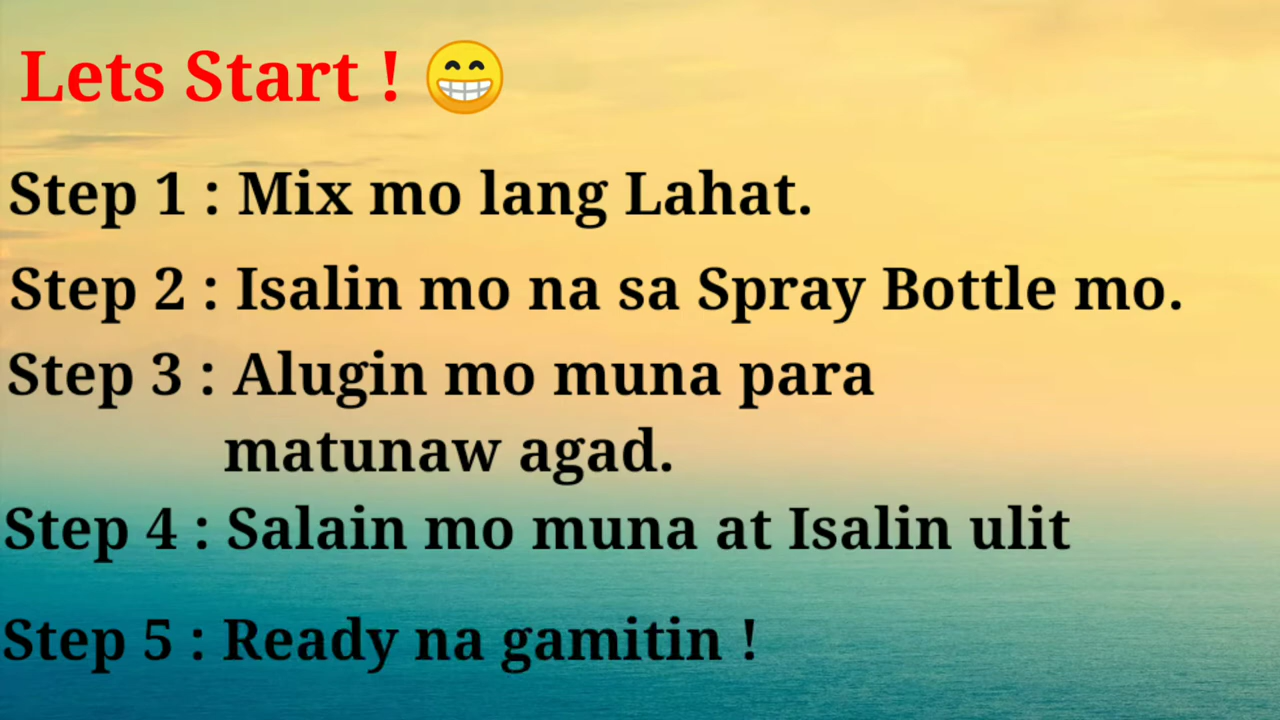 Lets Start ! 😁
Step 1 : Mix mo lang Lahat.
Step 2 : Isalin mo na sa Spray Bottle mo.
Step 3 : Alugin mo muna para
matunaw agad.
Step 4 : Salain mo muna at Isalin ulit
Step 5 : Ready na gamitin !